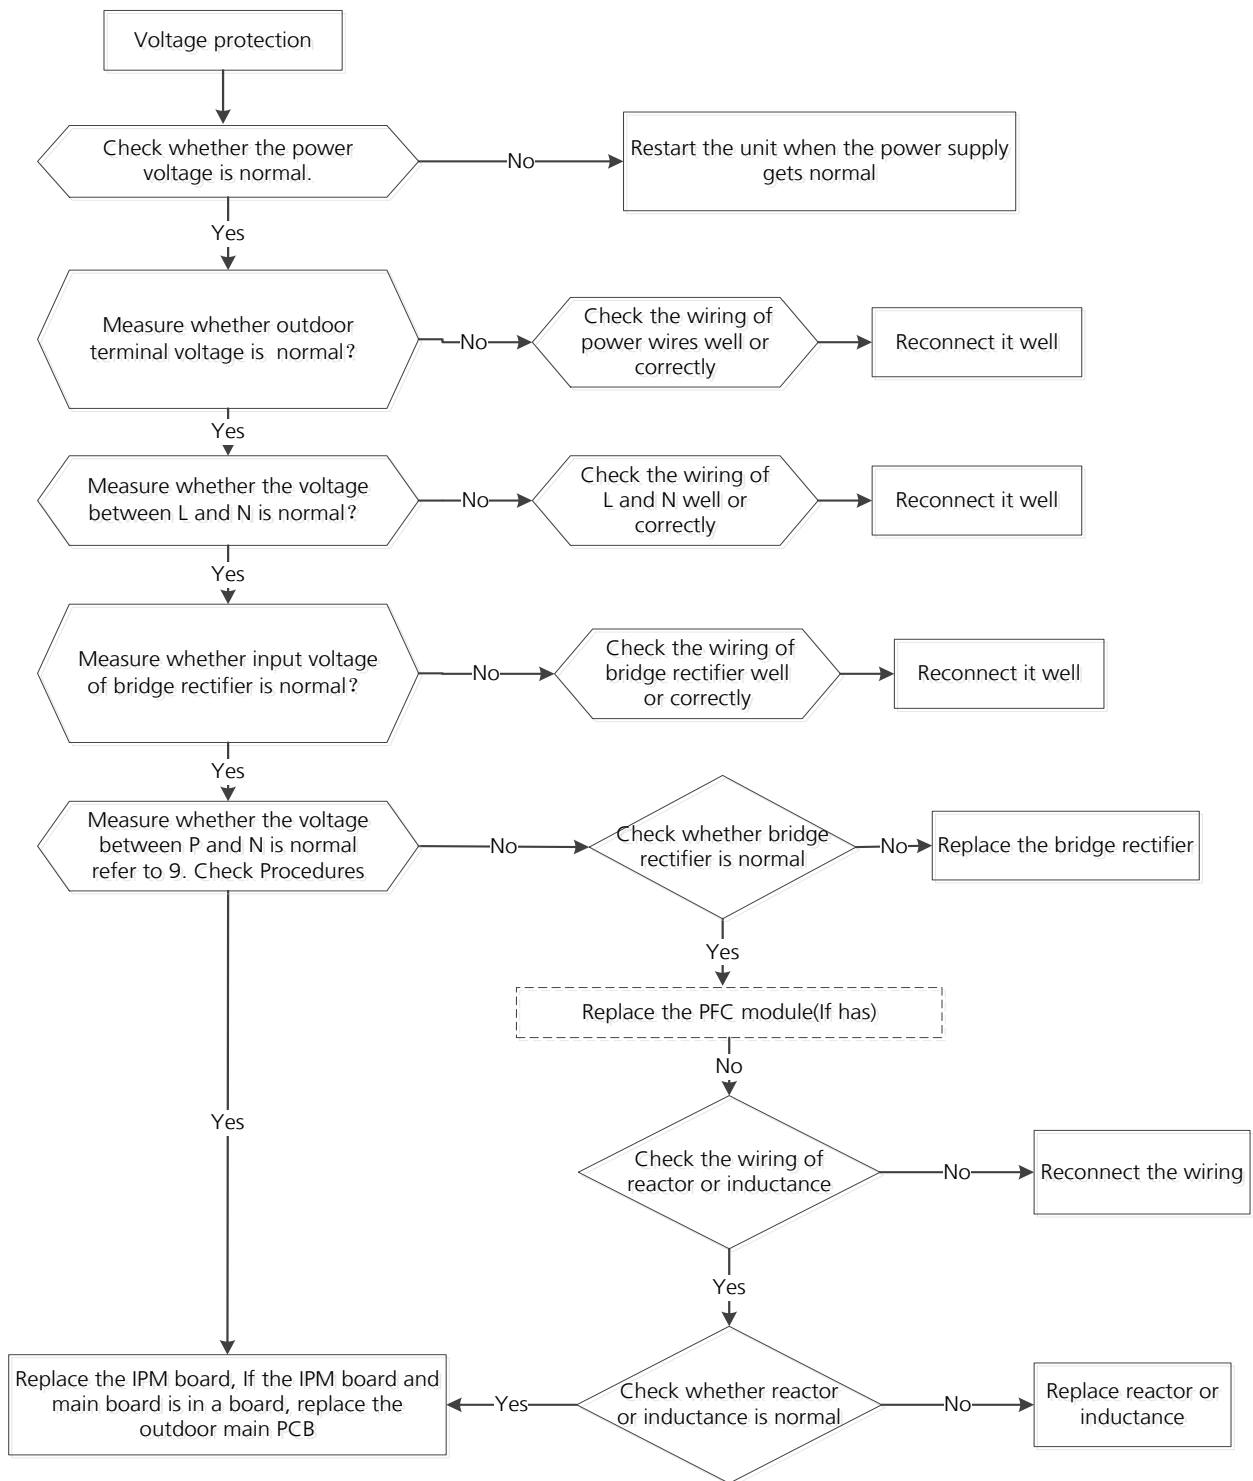 Voltage protection
Check whether the power
voltage is normal.
No
Restart the unit when the power supply
gets normal
Yes
Measure whether outdoor
terminal voltage is  normal？
No
Check the wiring of
power wires well or
correctly
Reconnect it well
Yes
Measure whether the voltage
between L and N is normal？
No
Check the wiring of
L and N well or
correctly
Reconnect it well
Yes
Measure whether input voltage
of bridge rectifier is normal？
No
Check the wiring of
bridge rectifier well
or correctly
Reconnect it well
Yes
Measure whether the voltage
between P and N is normal
refer to 9. Check Procedures
No
Check whether bridge
rectifier is normal
No
Replace the bridge rectifier
Yes
Replace the PFC module(If has)
No
Yes
Check the wiring of
reactor or inductance
No
Reconnect the wiring
Yes
Replace the IPM board, If the IPM board and
main board is in a board, replace the
outdoor main PCB
Yes
Check whether reactor
or inductance is normal
No
Replace reactor or
inductance